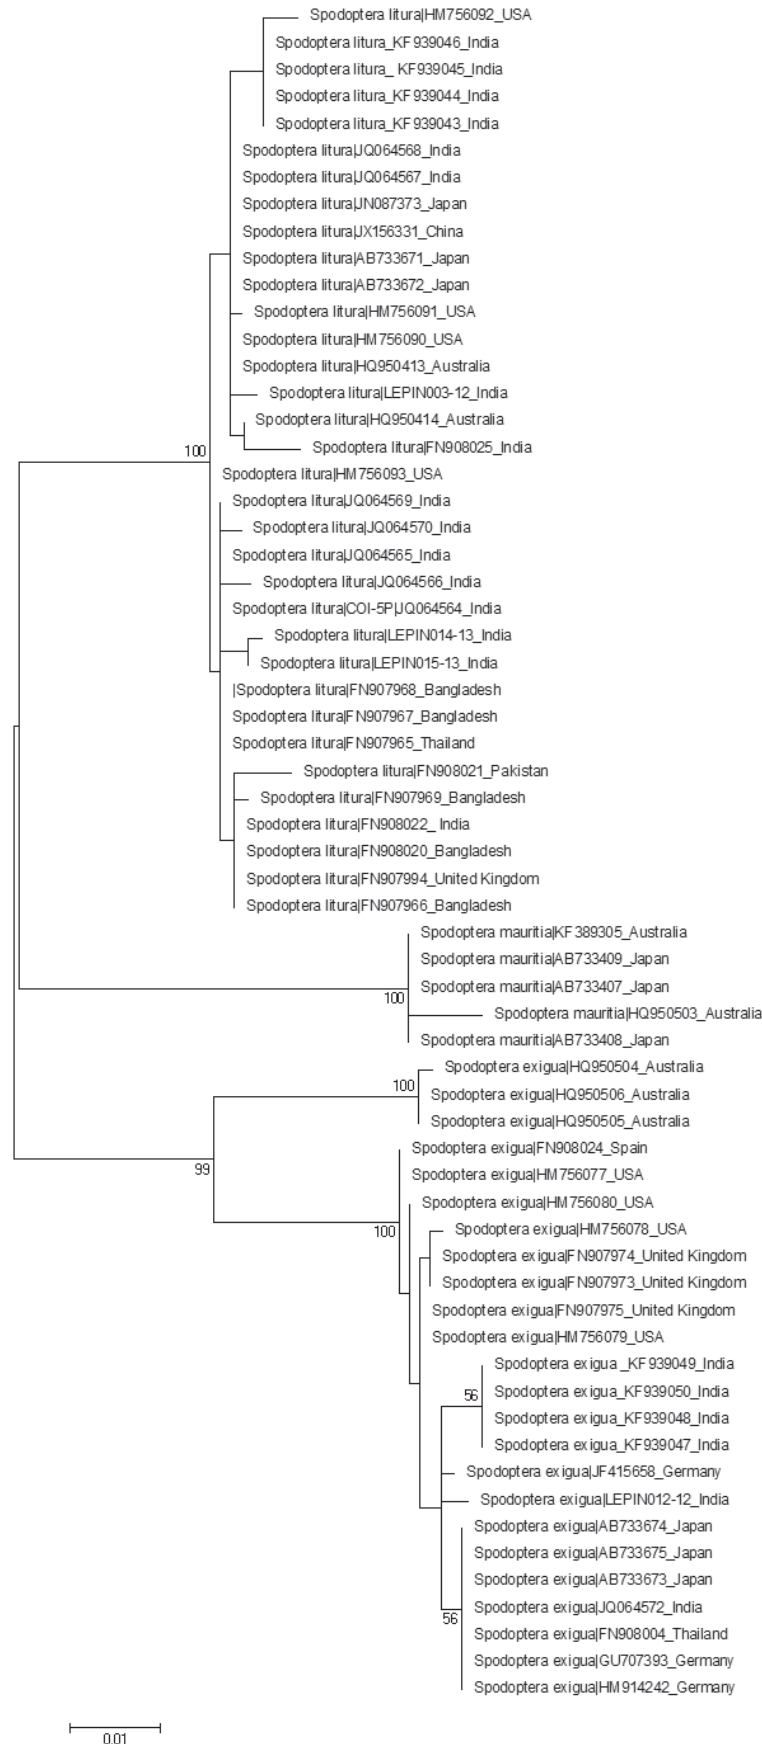 Spodoptera litura|HM756092_USA
Spodoptera litura_KF939046_India
Spodoptera litura_ KF939045_India
Spodoptera litura_KF939044_India
Spodoptera litura_KF939043_India
Spodoptera litura|JQ064568_India
Spodoptera litura|JQ064567_India
Spodoptera litura|JN087373_Japan
Spodoptera litura|JX156331_China
Spodoptera litura|AB733671_Japan
Spodoptera litura|AB733672_Japan
Spodoptera litura|HM756091_USA
Spodoptera litura|HM756090_USA
Spodoptera litura|HQ950413_Australia
Spodoptera litura|LEPIN003-12_India
Spodoptera litura|HQ950414_Australia
Spodoptera litura|FN908025_India
100
Spodoptera litura|HM756093_USA
Spodoptera litura|JQ064569_India
Spodoptera litura|JQ064570_India
Spodoptera litura|JQ064565_India
Spodoptera litura|JQ064566_India
Spodoptera litura|COI-5P|JQ064564_India
Spodoptera litura|LEPIN014-13_India
Spodoptera litura|LEPIN015-13_India
|Spodoptera litura|FN907968_Bangladesh
Spodoptera litura|FN907967_Bangladesh
Spodoptera litura|FN907965_Thailand
Spodoptera litura|FN908021_Pakistan
Spodoptera litura|FN907969_Bangladesh
Spodoptera litura|FN908022_ India
Spodoptera litura|FN908020_Bangladesh
Spodoptera litura|FN907994_United Kingdom
Spodoptera litura|FN907966_Bangladesh
Spodoptera mauritia|KF389305_Australia
Spodoptera mauritia|AB733409_Japan
Spodoptera mauritia|AB733407_Japan
100
Spodoptera mauritia|HQ950503_Australia
Spodoptera mauritia|AB733408_Japan
Spodoptera exigua|HQ950504_Australia
100
Spodoptera exigua|HQ950506_Australia
Spodoptera exigua|HQ950505_Australia
Spodoptera exigua|FN908024_Spain
99
Spodoptera exigua|HM756077_USA
Spodoptera exigua|HM756080_USA
100
Spodoptera exigua|HM756078_USA
Spodoptera exigua|FN907974_United Kingdom
Spodoptera exigua|FN907973_United Kingdom
Spodoptera exigua|FN907975_United Kingdom
Spodoptera exigua|HM756079_USA
Spodoptera exigua _KF939049_India
56
Spodoptera exigua_KF939050_India
Spodoptera exigua_KF939048_India
Spodoptera exigua_KF939047_India
Spodoptera exigua|JF415658_Germany
Spodoptera exigua|LEPIN012-12_India
Spodoptera exigua|AB733674_Japan
Spodoptera exigua|AB733675_Japan
Spodoptera exigua|AB733673_Japan
Spodoptera exigua|JQ064572_India
56
Spodoptera exigua|FN908004_Thailand
Spodoptera exigua|GU707393_Germany
Spodoptera exigua|HM914242_Germany
0.01